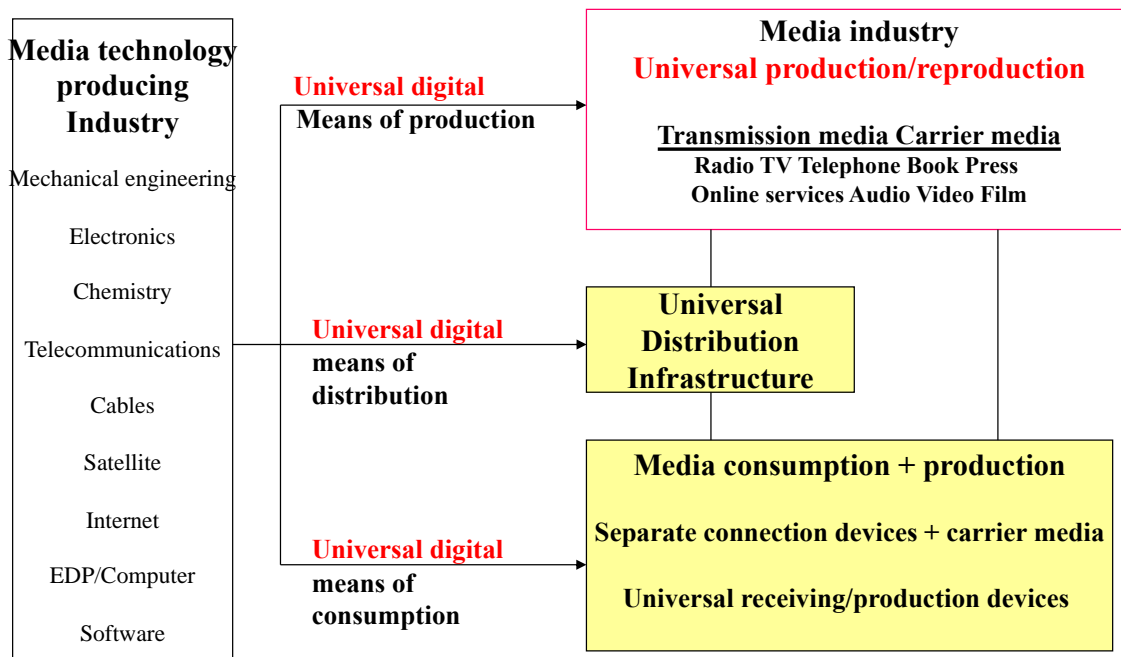 Media technology
producing
Industry
Mechanical engineering
Electronics
Chemistry
Telecommunications
Cables
Satellite
Internet
EDP/Computer
Software
Universal digital
Means of production
Universal digital
means of
distribution
Universal digital
means of
consumption
Media industry
Universal production/reproduction
Transmission media Carrier media
Radio TV Telephone Book Press
Online services Audio Video Film
Universal
Distribution
Infrastructure
Media consumption + production
Separate connection devices + carrier media
Universal receiving/production devices